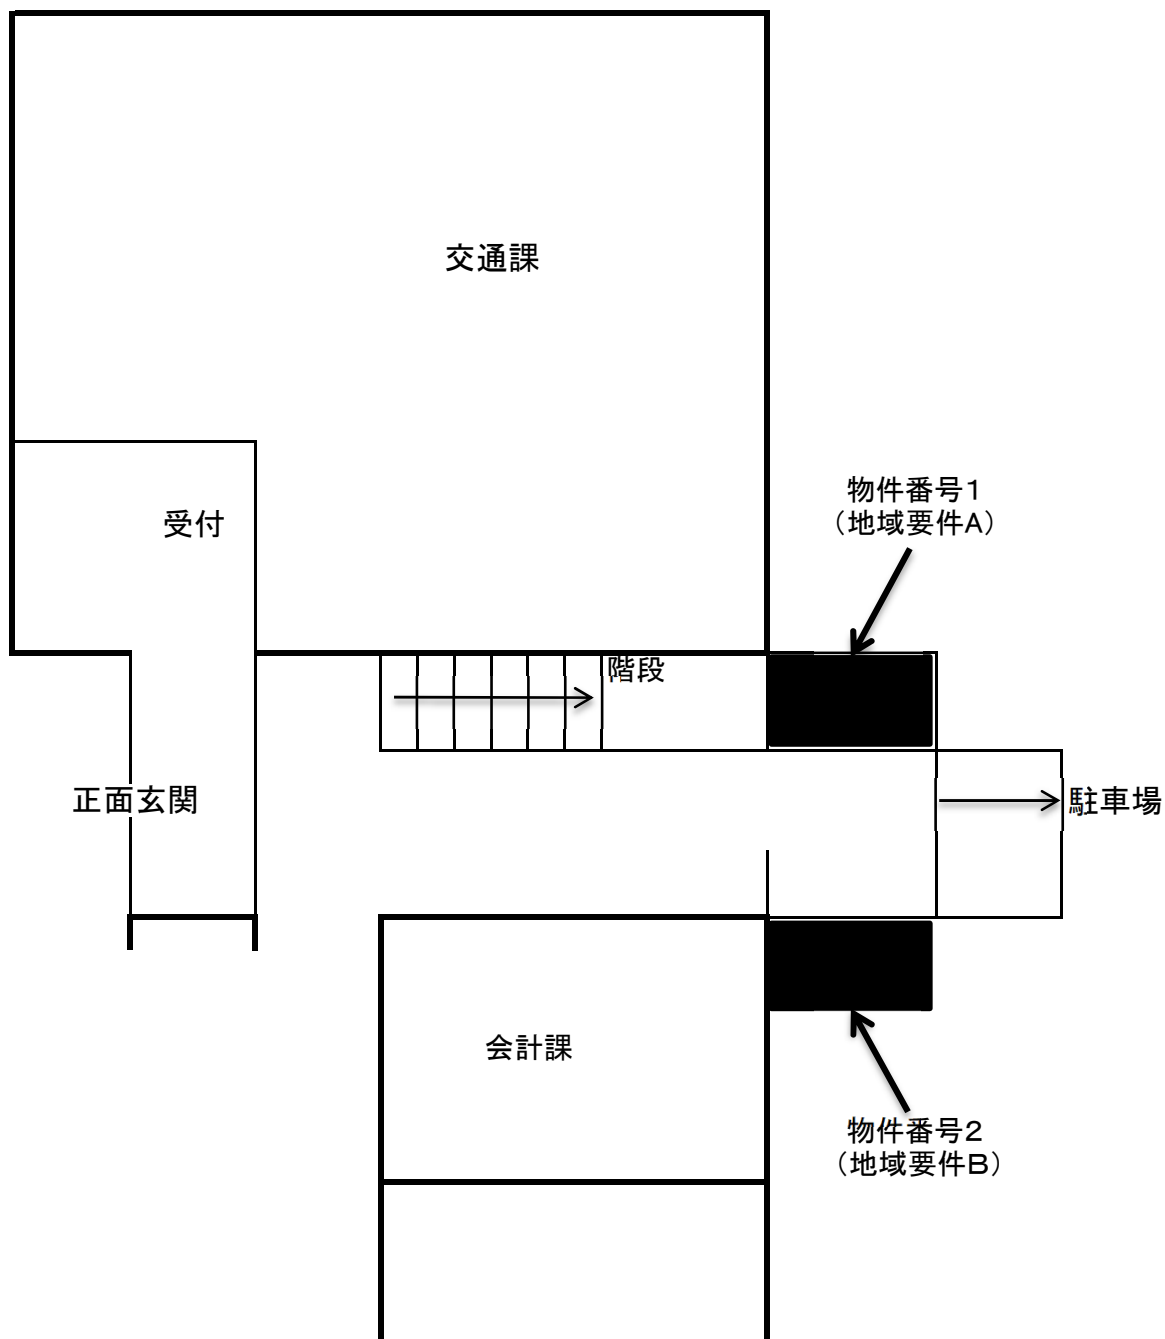 交通課
物件番号１
（地域要件Ａ）
受付
階段
正面玄関
駐車場
会計課
物件番号２
（地域要件Ｂ）